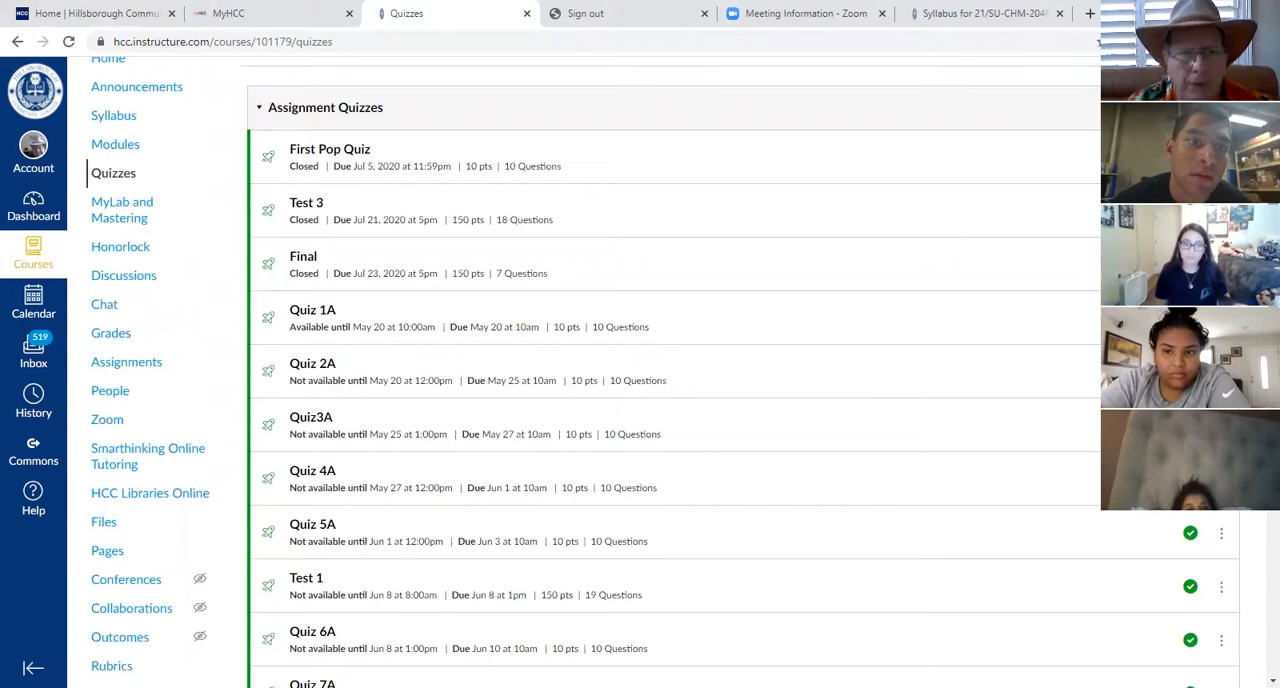 Home | Hillsborough Commu
MyHCC
Quizzes
Sign out
Meeting Information - Zoom
Syllabus for 21/SU-CHM-2046
hcc.instructure.com/courses/101179/quizzes
Account
Dashboard
Courses
Calendar
519
Inbox
History
Commons
Help
Home
Announcements
Syllabus
Modules
Quizzes
MyLab and
Mastering
Honorlock
Discussions
Chat
Grades
Assignments
People
Zoom
Smarthinking Online
Tutoring
HCC Libraries Online
Files
Pages
Conferences
Collaborations
Outcomes
Rubrics
Assignment Quizzes
First Pop Quiz
Closed | Due Jul 5, 2020 at 11:59pm | 10 pts | 10 Questions
Test 3
Closed | Due Jul 21, 2020 at 5pm | 150 pts | 18 Questions
Final
Closed | Due Jul 23, 2020 at 5pm | 150 pts | 7 Questions
Quiz 1A
Available until May 20 at 10:00am | Due May 20 at 10am | 10 pts | 10 Questions
Quiz 2A
Not available until May 20 at 12:00pm | Due May 25 at 10am | 10 pts | 10 Questions
Quiz3A
Not available until May 25 at 1:00pm | Due May 27 at 10am | 10 pts | 10 Questions
Quiz 4A
Not available until May 27 at 12:00pm | Due Jun 1 at 10am | 10 pts | 10 Questions
Quiz 5A
Not available until Jun 1 at 12:00pm | Due Jun 3 at 10am | 10 pts | 10 Questions
Test 1
Not available until Jun 8 at 8:00am | Due Jun 8 at 1pm | 150 pts | 19 Questions
Quiz 6A
Not available until Jun 8 at 1:00pm | Due Jun 10 at 10am | 10 pts | 10 Questions
Quiz 7A